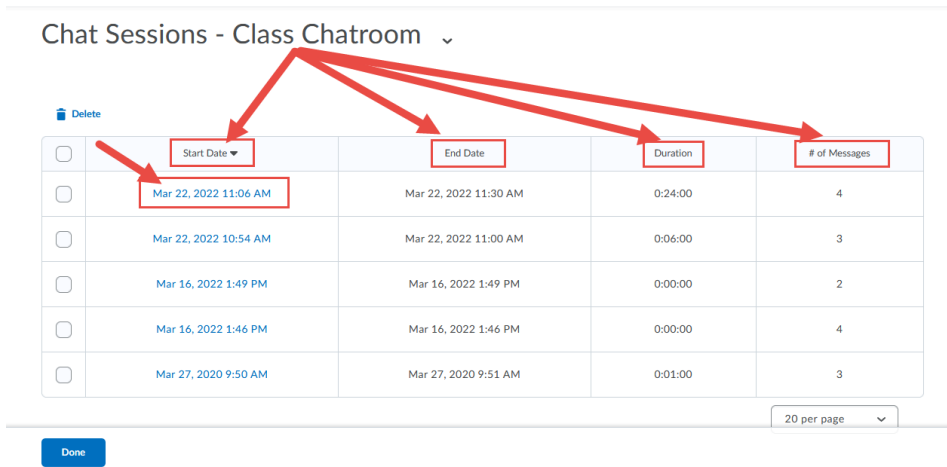 Chat Sessions - Class Chatroom
Delete
Start Date End Date Duration # of Messages
Mar 22, 2022 11:06 AM Mar 22, 2022 11:30 AM 0:24:00 4
Mar 22, 2022 10:54 AM Mar 22, 2022 11:00 AM 0:06:00 3
Mar 16, 2022 1:49 PM Mar 16, 2022 1:49 PM 0:00:00 2
Mar 16, 2022 1:46 PM Mar 16, 2022 1:46 PM 0:00:00 4
Mar 27, 2020 9:50 AM Mar 27, 2020 9:51 AM 0:01:00 3
20 per page
Done